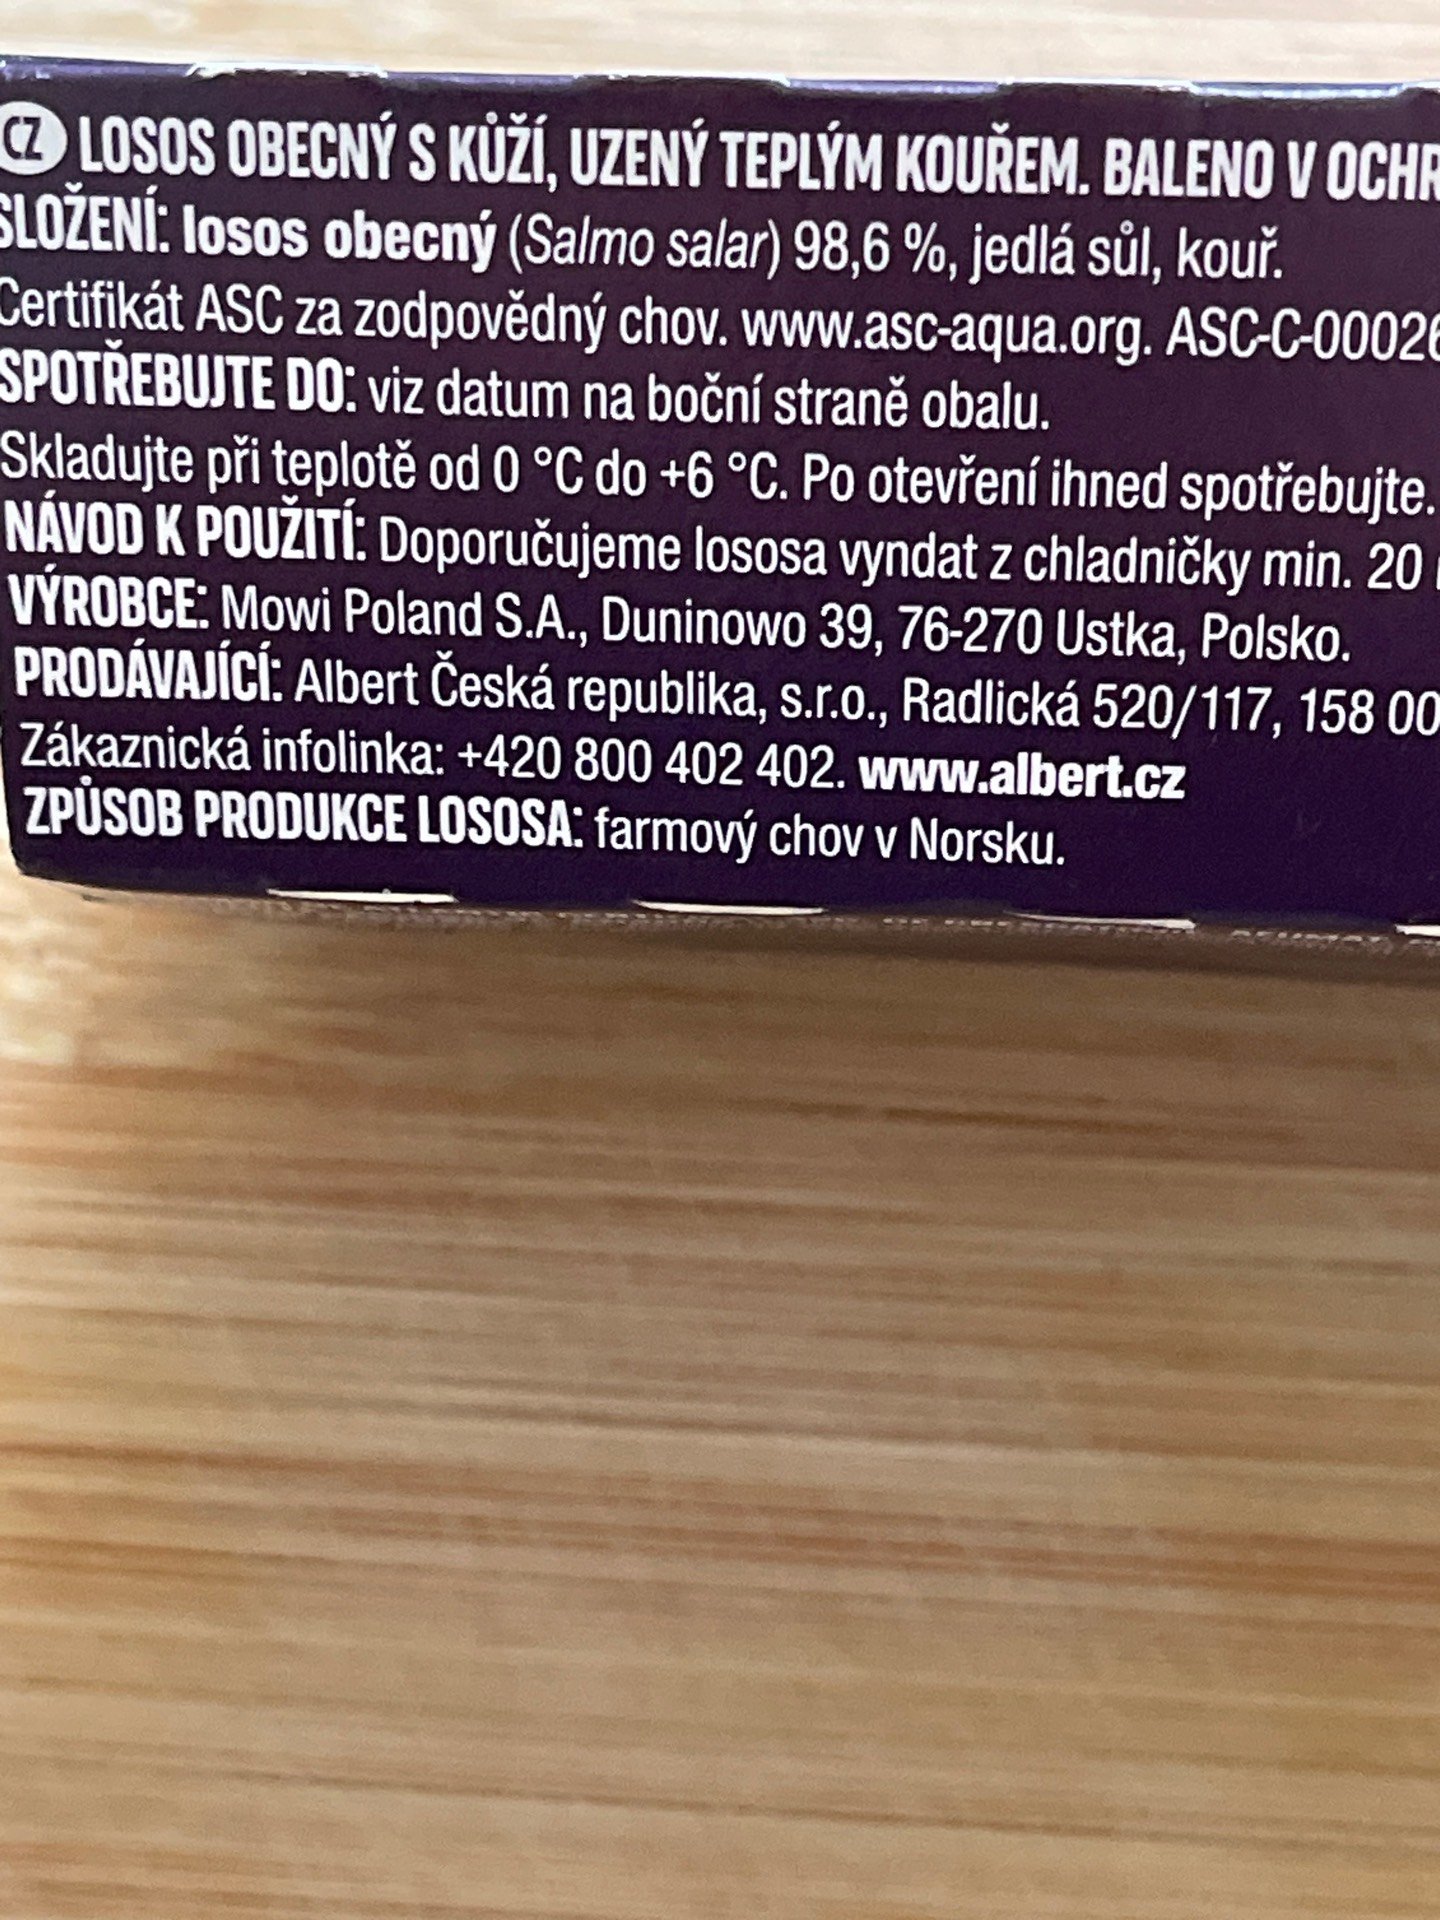 CZ LOSOS OBECNÝ S KŮŽÍ, UZENÝ TEPLÝM KOUŘEM. BALENO V OCHR
SLOŽENÍ: losos obecný (Salmo salar) 98,6 %, jedlá sůl, kouř.
Certifikát ASC za zodpovědný chov. www.asc-aqua.org. ASC-C-00026
SPOTŘEBUJTE DO: viz datum na boční straně obalu.
Skladujte při teplotě od 0 °C do +6 °C. Po otevření ihned spotřebujte.
NÁVOD K POUŽITÍ: Doporučujeme lososa vyndat z chladničky min. 20
VÝROBCE: Mowi Poland S.A., Duninowo 39, 76-270 Ustka, Polsko.
PRODÁVAJÍCÍ: Albert Česká republika, s.r.o., Radlická 520/117, 158 00
Zákaznická infolinka: +420 800 402 402. www.albert.cz
ZPŮSOB PRODUKCE LOSOSA: farmový chov v Norsku.